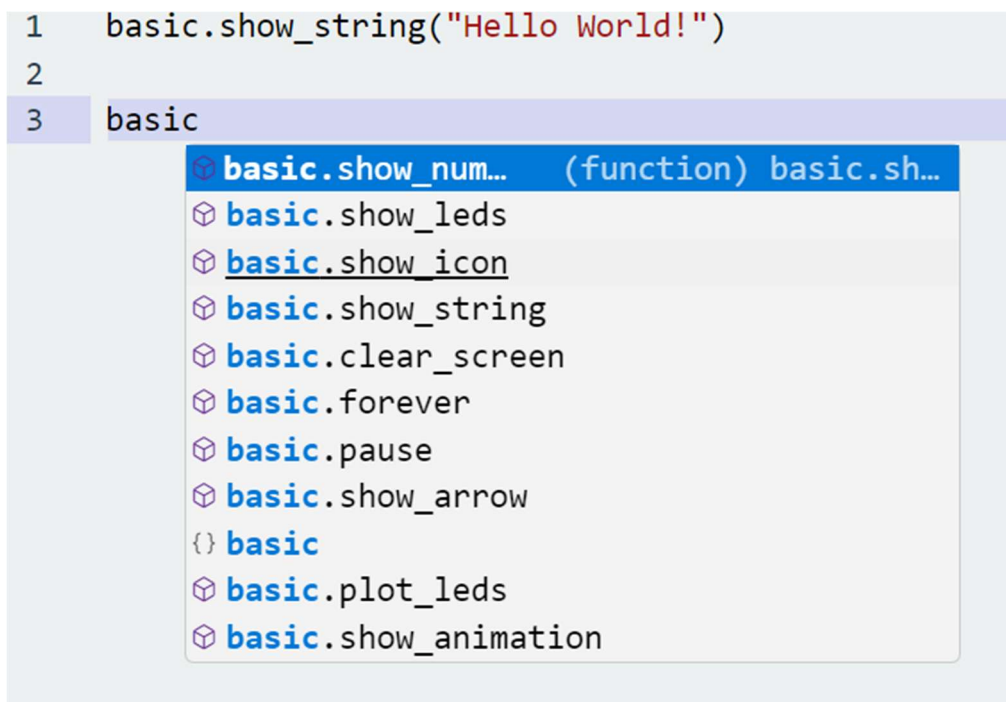 1 basic.show_string("Hello World!")
2
3 basic
basic.show_num… (function) basic.sh…
basic.show_leds
basic.show_icon
basic.show_string
basic.clear_screen
basic.forever
basic.pause
basic.show_arrow
{} basic
basic.plot_leds
basic.show_animation